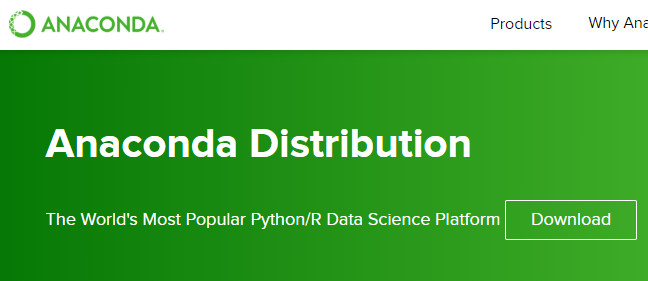 ANACONDA.
Products
Why Ana
Anaconda Distribution
The World's Most Popular Python/R Data Science Platform
Download